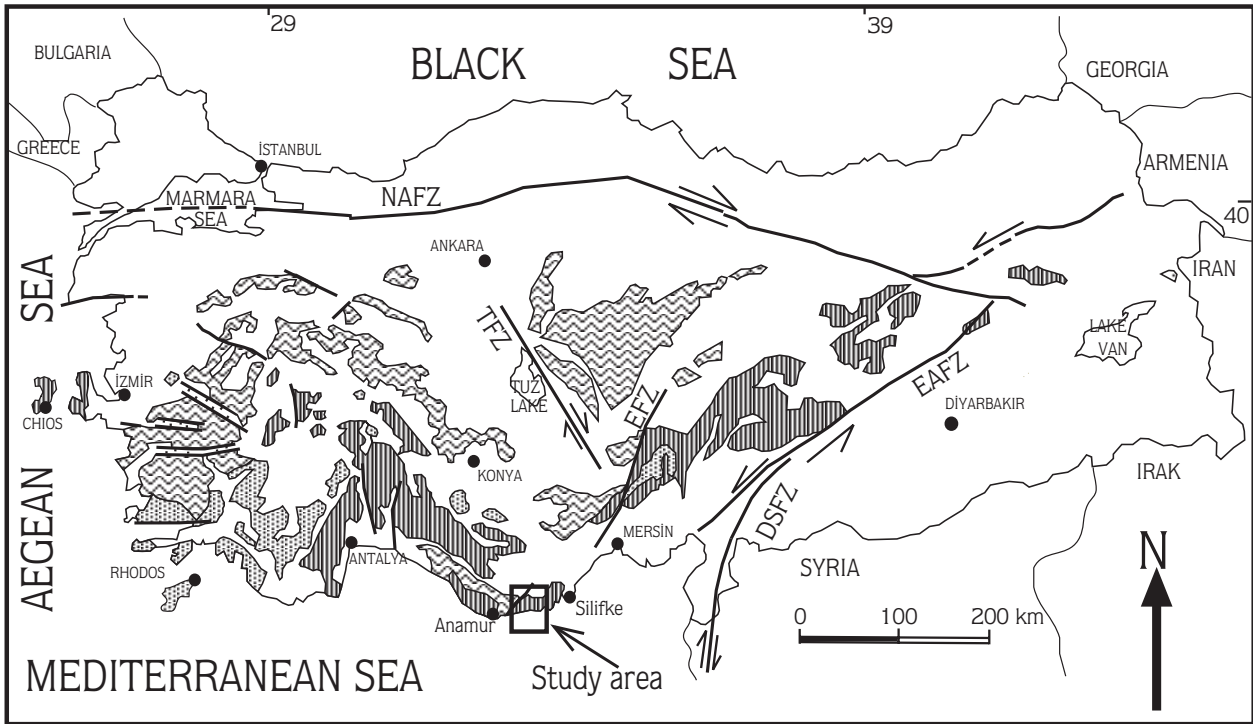 29
39
BULGARIA
BLACK SEA
GEORGIA
GREECE
İSTANBUL
ARMENIA
MARMARA
SEA
NAFZ
40
ANKARA
IRAN
AEGEAN SEA
TFZ
LAKE
VAN
İZMİR
TUZ
LAKE
EFZ
EAFZ
CHIOS
DİYARBAKIR
KONYA
IRAK
DSFZ
MERSİN
ANTALYA
N
RHODOS
SYRIA
Silifke
Anamur
0 100 200 km
Study area
MEDITERRANEAN SEA